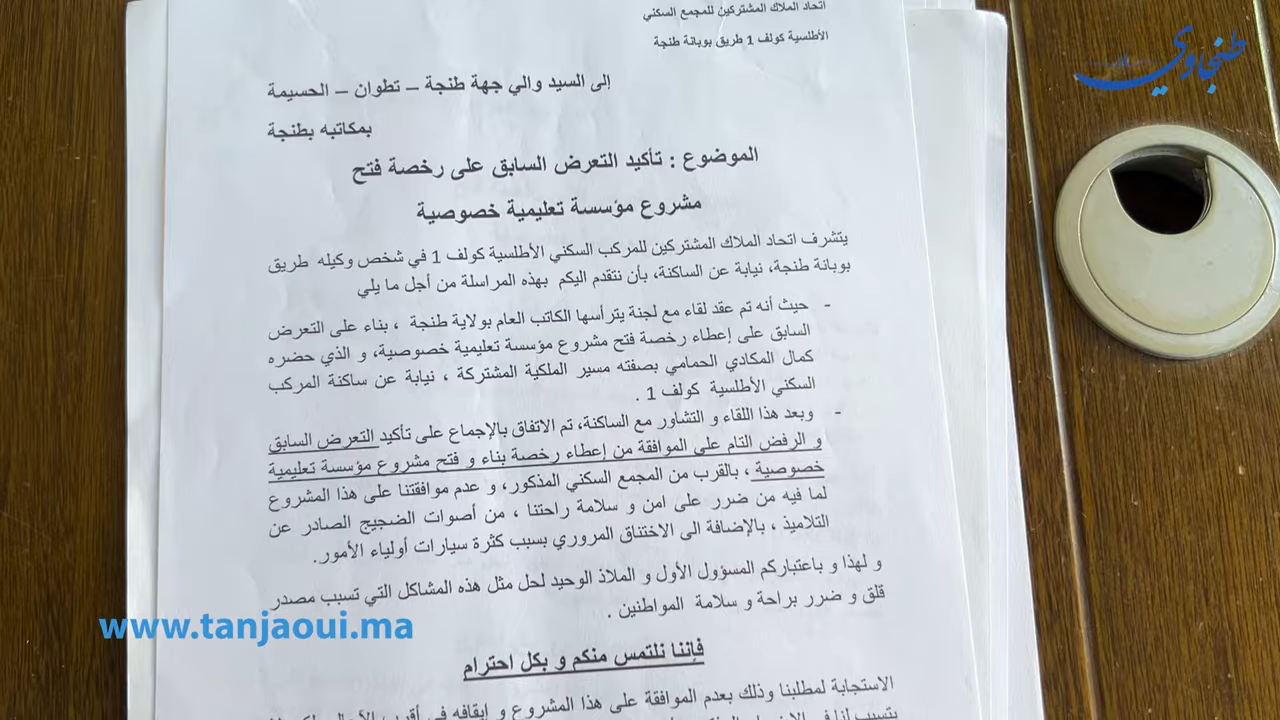 اتحاد الملاك المشتركين للمجمع السكني
الأطلسية كولف 1 طريق بوبانة طنجة
طنجاوي
إلى السيد والي جهة طنجة – تطوان – الحسيمة
بمكاتبه بطنجة
الموضوع : تأكيد التعرض السابق على رخصة فتح
مشروع مؤسسة تعليمية خصوصية
يتشرف اتحاد الملاك المشتركين للمركب السكني الأطلسية كولف 1 في شخص وكيله طريق
بوبانة طنجة، نيابة عن الساكنة، بأن نتقدم اليكم بهذه المراسلة من أجل ما يلي
- حيث أنه تم عقد لقاء مع لجنة يترأسها الكاتب العام بولاية طنجة ، بناء على التعرض
السابق على إعطاء رخصة فتح مشروع مؤسسة تعليمية خصوصية، و الذي حضره
كمال المكادي الحمامي بصفته مسير الملكية المشتركة ، نيابة عن ساكنة المركب
السكني الأطلسية كولف 1 .
- وبعد هذا اللقاء و التشاور مع الساكنة، تم الاتفاق بالإجماع على تأكيد التعرض السابق
و الرفض التام على الموافقة من إعطاء رخصة بناء و فتح مشروع مؤسسة تعليمية
خصوصية ، بالقرب من المجمع السكني المذكور، و عدم موافقتنا على هذا المشروع
لما فيه من ضرر على امن و سلامة راحتنا ، من أصوات الضجيج الصادر عن
التلاميذ ، بالإضافة الى الاختناق المروري بسبب كثرة سيارات أولياء الأمور.
و لهذا و باعتباركم المسؤول الأول و الملاذ الوحيد لحل مثل هذه المشاكل التي تسبب مصدر
قلق و ضرر براحة و سلامة المواطنين .
www.tanjaoui.ma
فإننا نلتمس منكم و بكل احترام
الاستجابة لمطلبنا وذلك بعدم الموافقة على هذا المشروع و إيقافه في أقرب